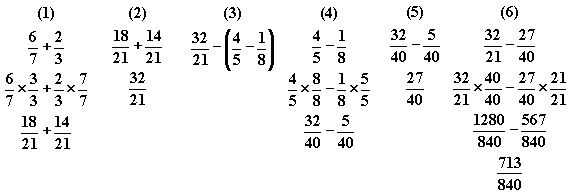 (1) (2) (3) (4) (5) (6)
6/7 + 2/3   18/21 + 14/21   32/21 − (4/5 − 1/8)   4/5 − 1/8   32/40 − 5/40   32/21 − 27/40
6/7 × 3/3 + 2/3 × 7/7   32/21   4/5 × 8/8 − 1/8 × 5/5   27/40   32/21 × 40/40 − 27/40 × 21/21
18/21 + 14/21   32/40 − 5/40   1280/840 − 567/840
713/840